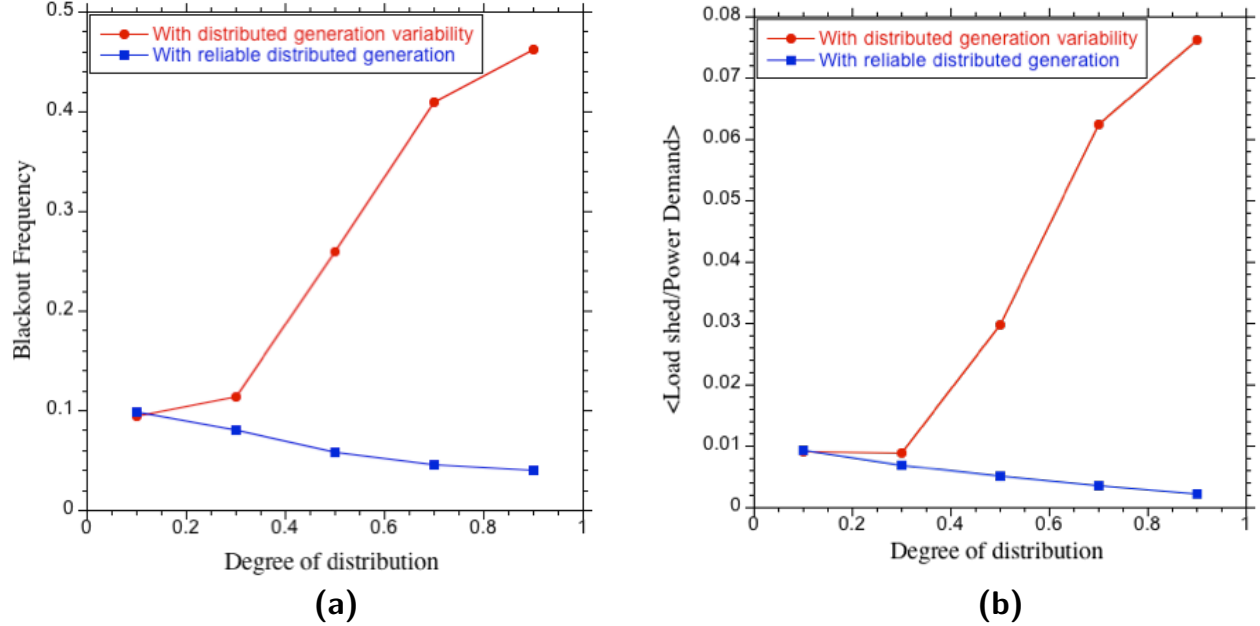 0.5
0.4
0.3
0.2
0.1
0
0
0.2
0.4
0.6
0.8
1
Blackout Frequency
With distributed generation variability
With reliable distributed generation
Degree of distribution
(a)
0.08
0.07
0.06
0.05
0.04
0.03
0.02
0.01
0
0
0.2
0.4
0.6
0.8
1
<Load shed/Power Demand>
With distributed generation variability
With reliable distributed generation
Degree of distribution
(b)